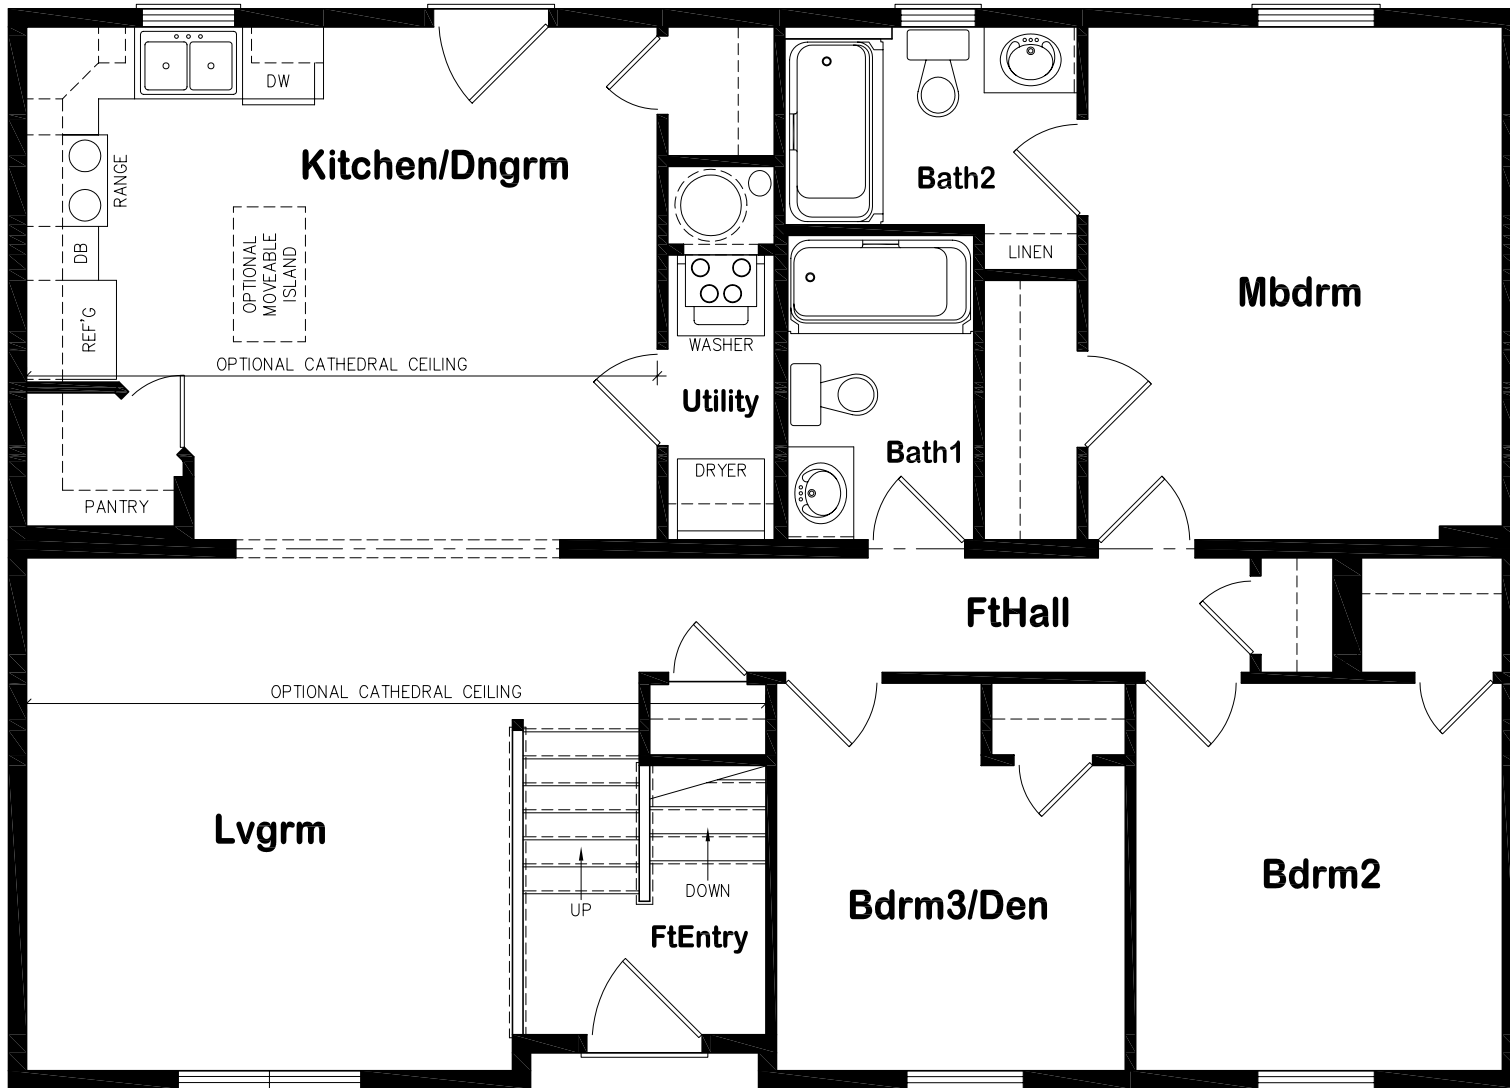 DW
Kitchen/Dngrm
RANGE
Bath2
DB
OPTIONAL
MOVEABLE
ISLAND
LINEN
Mbdrm
REF'G
WASHER
OPTIONAL CATHEDRAL CEILING
Utility
Bath1
DRYER
PANTRY
FtHall
OPTIONAL CATHEDRAL CEILING
Lvgrm
Bdrm2
DOWN
Bdrm3/Den
UP
FtEntry